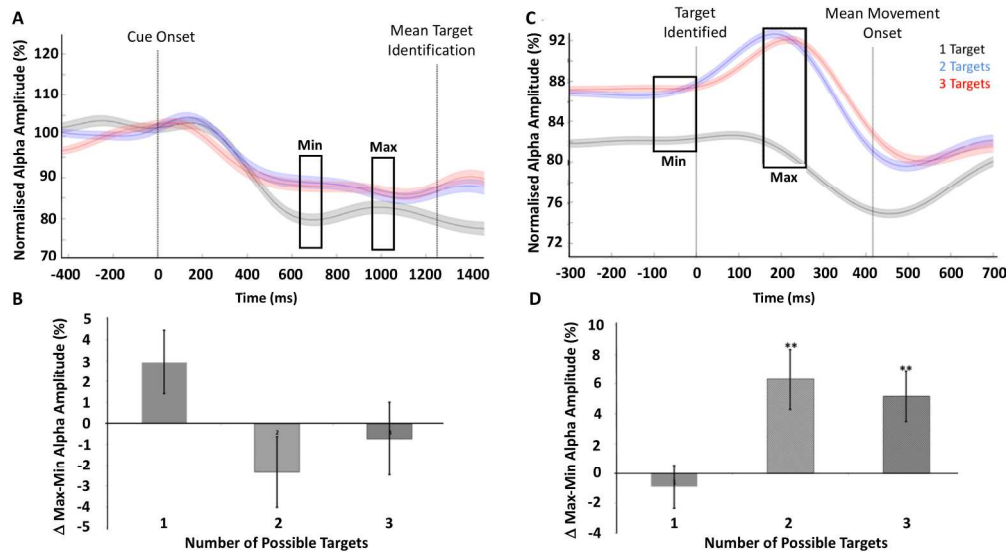 A
Cue Onset
Mean Target
Identification
Normalised Alpha Amplitude (%)
120
110
100
90
80
70
Min
Max
-400
-200
0
200
400
600
800
1000
1200
1400
Time (ms)
C
Target
Identified
Mean Movement
Onset
1 Target
2 Targets
3 Targets
Normalised Alpha Amplitude (%)
92
88
84
80
76
72
Min
Max
-300
-200
-100
0
100
200
300
400
500
600
700
Time (ms)
B
Δ Max-Min Alpha Amplitude (%)
5
4
3
2
1
0
-1
-2
-3
-4
-5
2
1
2
3
Number of Possible Targets
D
Δ Max-Min Alpha Amplitude (%)
10
8
6
4
2
0
-2
-4
**
**
1
2
3
Number of Possible Targets